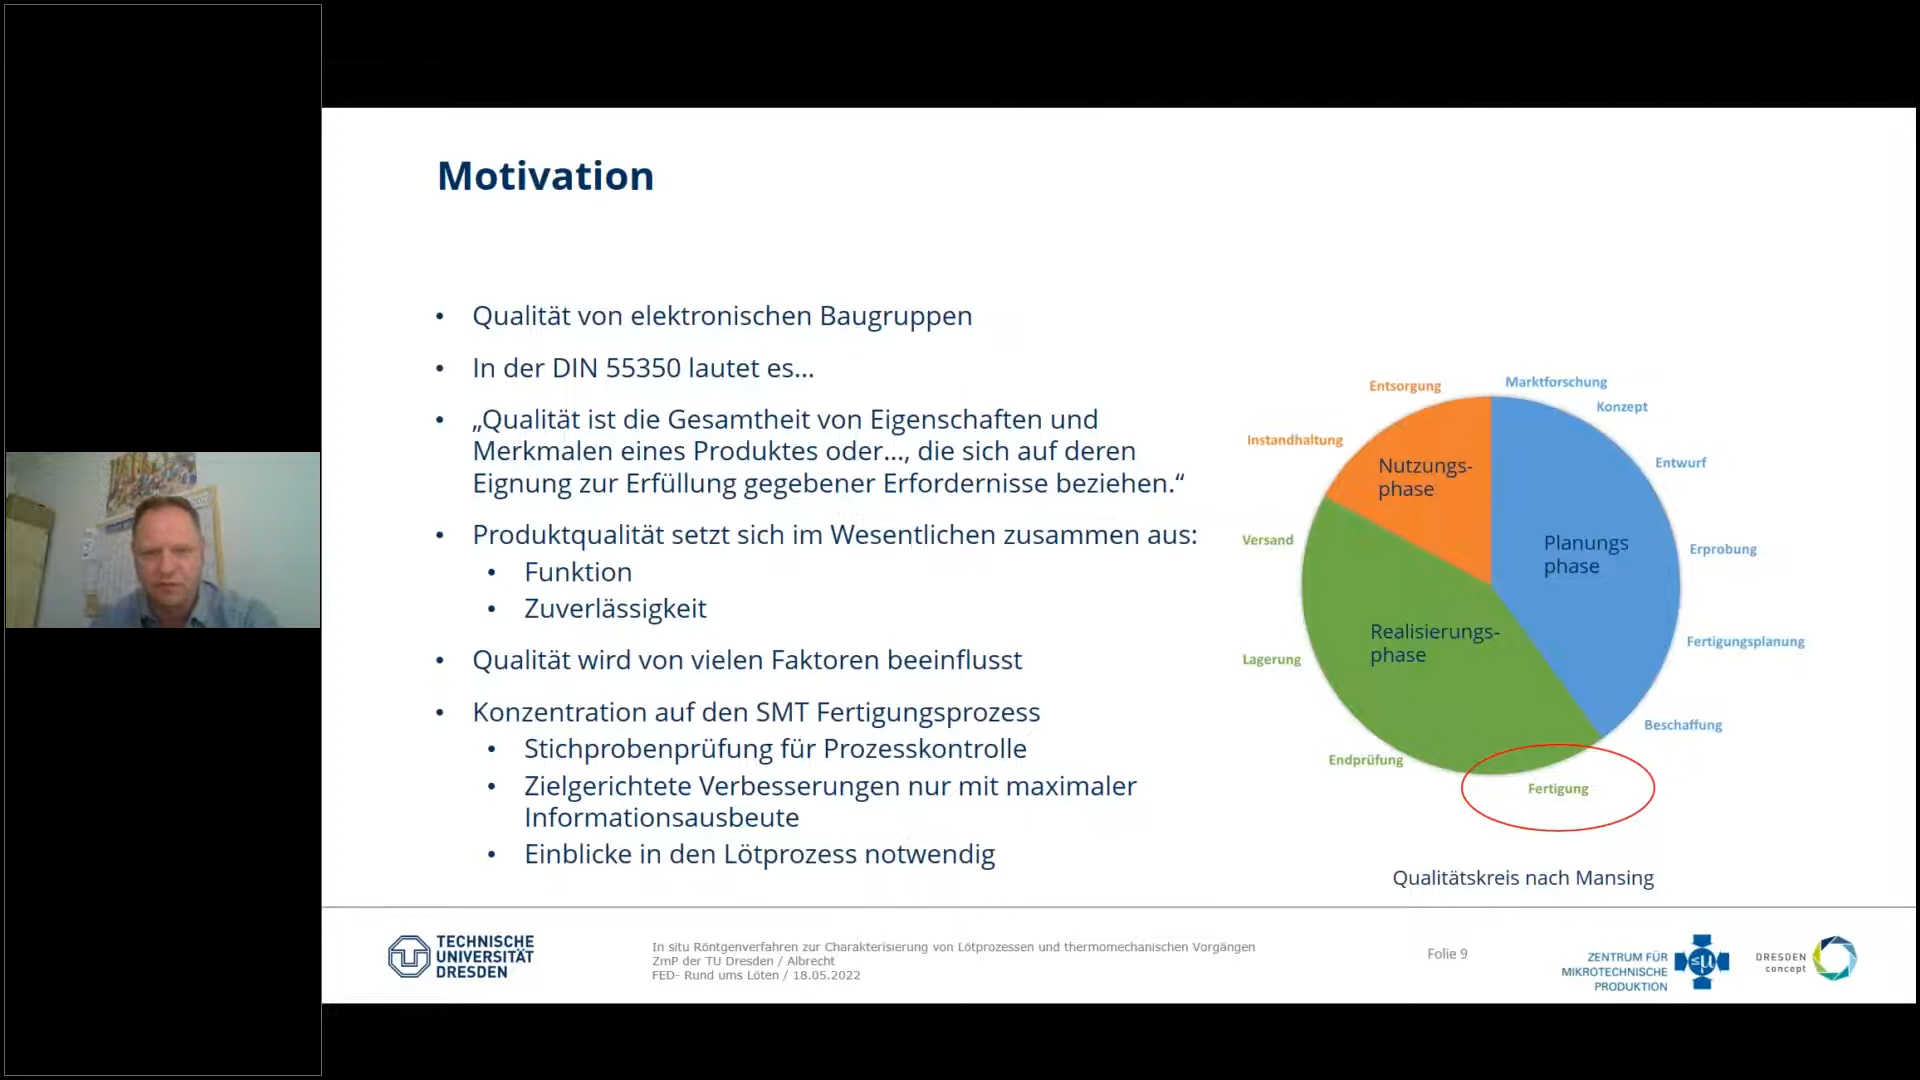 Motivation
• Qualität von elektronischen Baugruppen
• In der DIN 55350 lautet es...
• „Qualität ist die Gesamtheit von Eigenschaften und
Merkmalen eines Produktes oder..., die sich auf deren
Eignung zur Erfüllung gegebener Erfordernisse beziehen.“
• Produktqualität setzt sich im Wesentlichen zusammen aus:
• Funktion
• Zuverlässigkeit
• Qualität wird von vielen Faktoren beeinflusst
• Konzentration auf den SMT Fertigungsprozess
• Stichprobenprüfung für Prozesskontrolle
• Zielgerichtete Verbesserungen nur mit maximaler
Informationsausbeute
• Einblicke in den Lötprozess notwendig
Marktforschung
Konzept
Entwurf
Erprobung
Fertigungsplanung
Beschaffung
Fertigung
Endprüfung
Lagerung
Versand
Instandhaltung
Entsorgung
Nutzungs-
phase
Planungs
phase
Realisierungs-
phase
Qualitätskreis nach Mansing
TECHNISCHE
UNIVERSITÄT
DRESDEN
In situ Röntgenverfahren zur Charakterisierung von Lötprozessen und thermomechanischen Vorgängen
ZmP der TU Dresden / Albrecht
FED- Rund ums Löten / 18.05.2022
Folie 9
ZENTRUM FÜR
MIKROTECHNISCHE
PRODUKTION
sμ
DRESDEN
concept